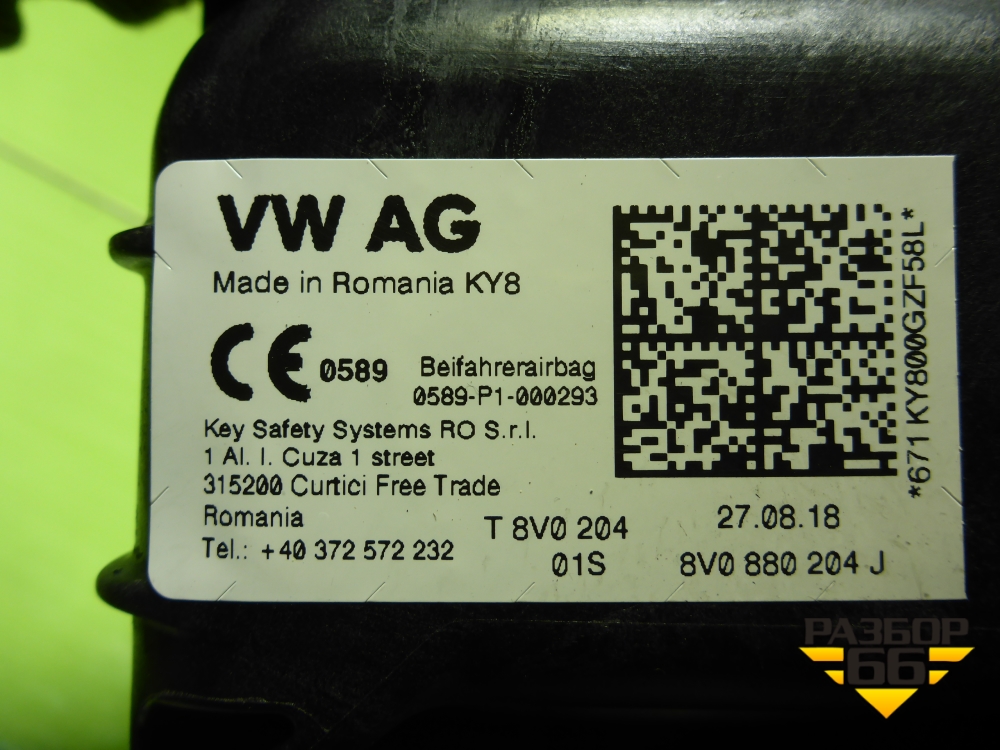 VW AG
Made in Romania KY8
CE 0589
Beifahrerairbag
0589-P1-000293
Key Safety Systems RO S.r.l.
1 Al. I. Cuza 1 street
315200 Curtici Free Trade
Romania
Tel.: +40 372 572 232
T 8V0 204
01S
27.08.18
8V0 880 204 J
*671 KY800GZF58L*
РАЗБОР
66